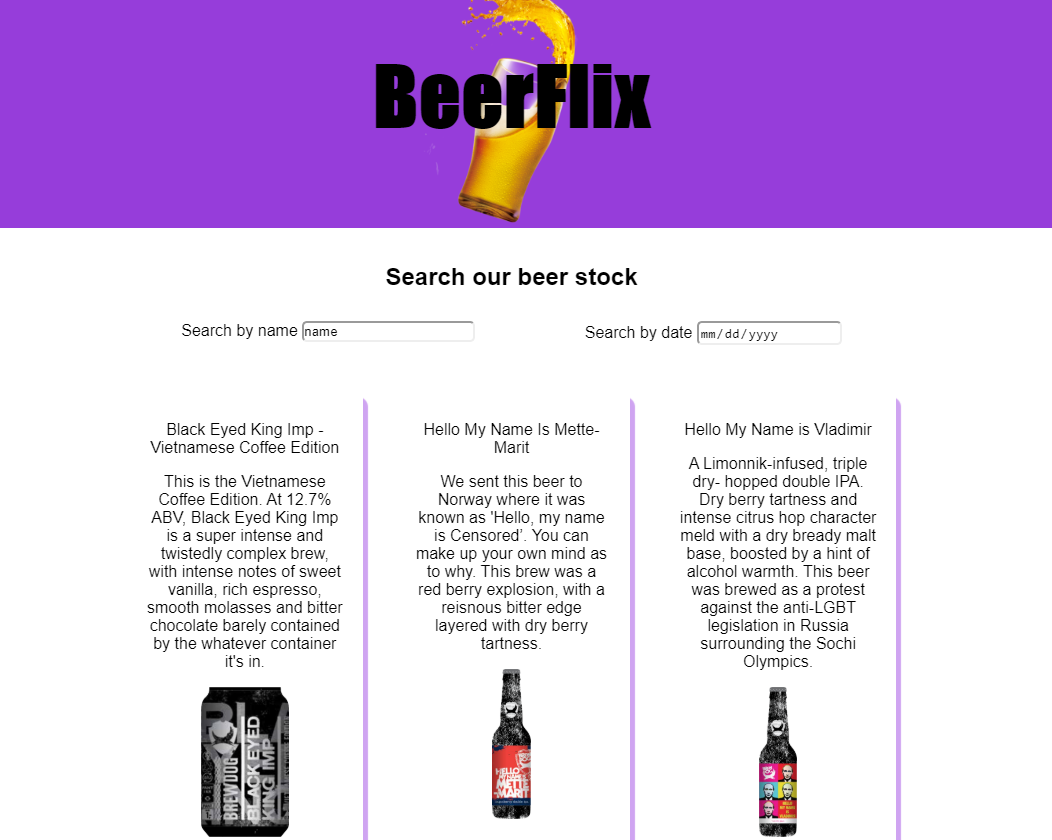 BeerFlix
Search our beer stock
Search by name name
Search by date mm/dd/yyyy
Black Eyed King Imp -
Vietnamese Coffee Edition
This is the Vietnamese
Coffee Edition. At 12.7%
ABV, Black Eyed King Imp
is a super intense and
twistedly complex brew,
with intense notes of sweet
vanilla, rich espresso,
smooth molasses and bitter
chocolate barely contained
by the whatever container
it's in.
BREWDOG
BLACK EYED
KING IMP
Hello My Name Is Mette-
Marit
We sent this beer to
Norway where it was
known as 'Hello, my name
is Censored’. You can
make up your own mind as
to why. This brew was a
red berry explosion, with a
reisnous bitter edge
layered with dry berry
tartness.
HELLO
METTE
-MARIT
Hello My Name is Vladimir
A Limonnik-infused, triple
dry- hopped double IPA.
Dry berry tartness and
intense citrus hop character
meld with a dry bready malt
base, boosted by a hint of
alcohol warmth. This beer
was brewed as a protest
against the anti-LGBT
legislation in Russia
surrounding the Sochi
Olympics.